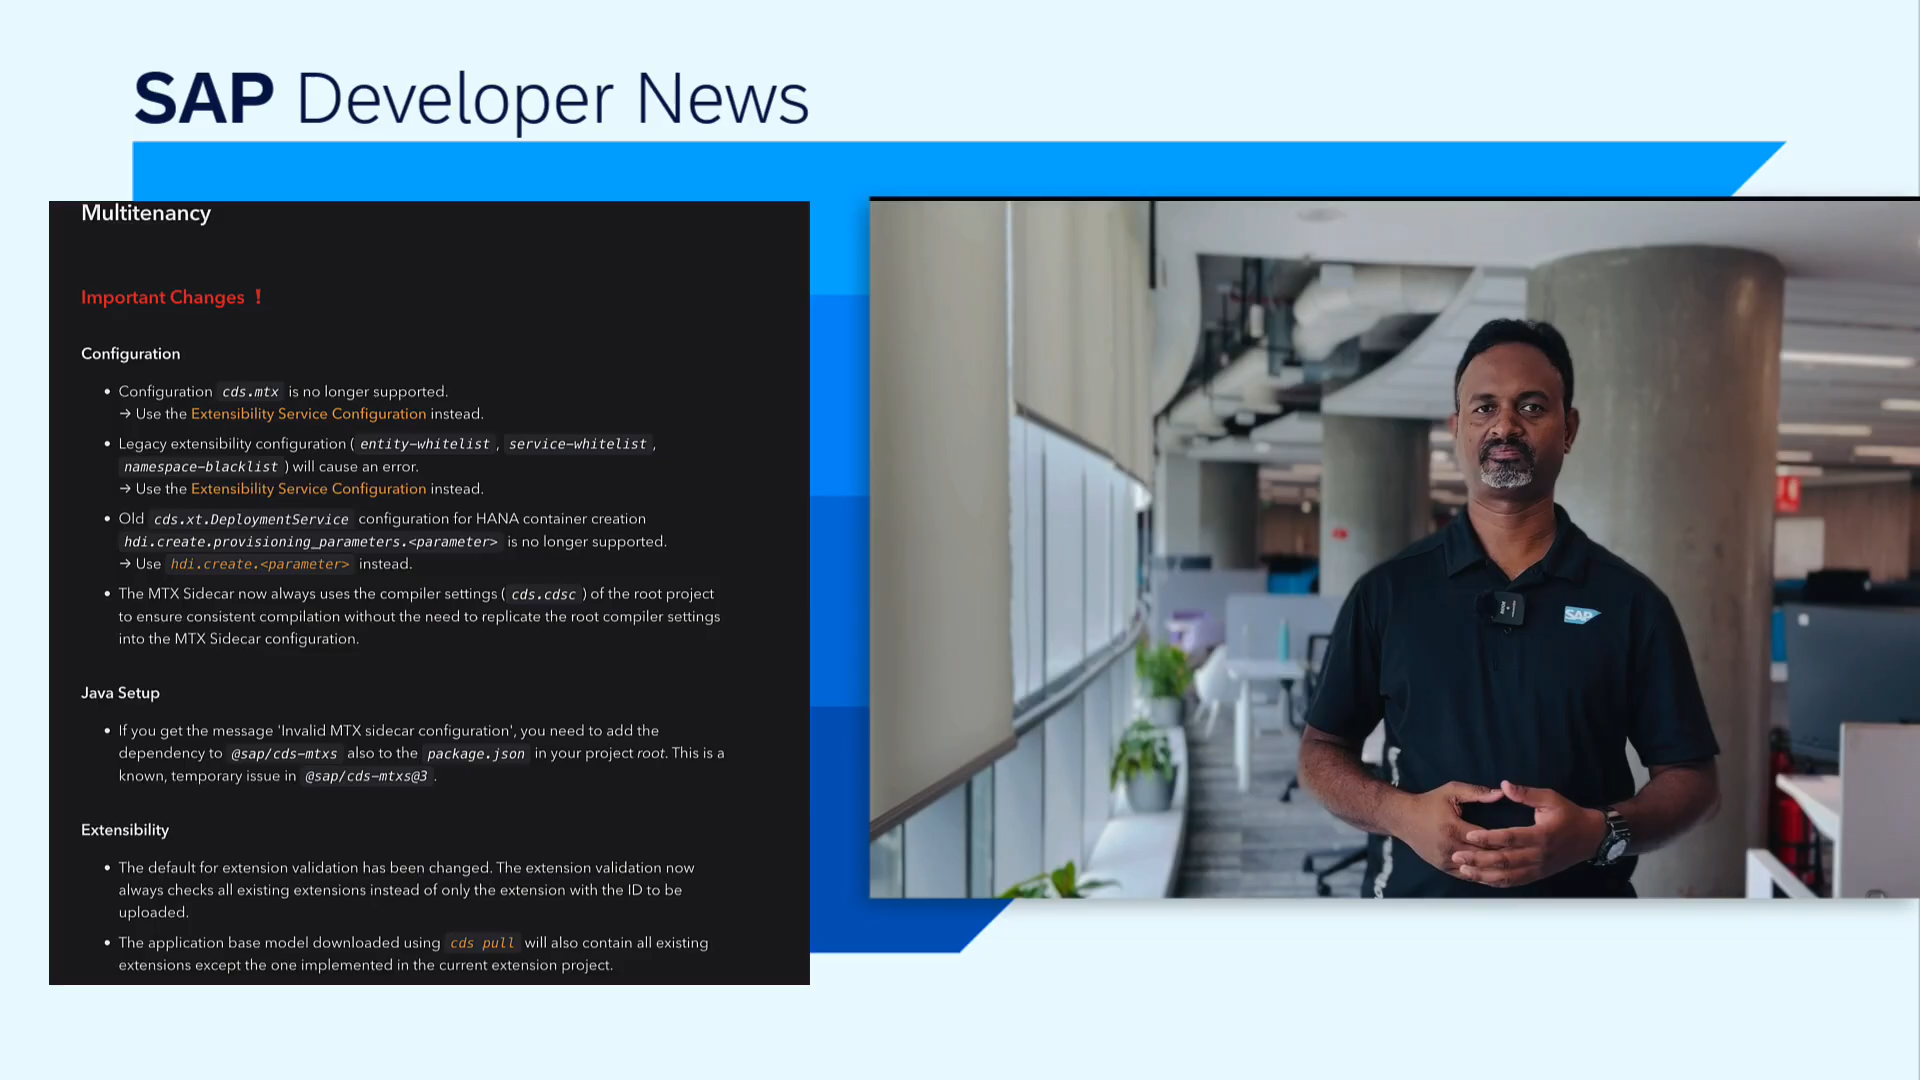 SAP Developer News
Multitenancy
Important Changes ❗
Configuration
• Configuration cds.mtx is no longer supported.
→ Use the Extensibility Service Configuration instead.
• Legacy extensibility configuration ( entity-whitelist , service-whitelist ,
namespace-blacklist ) will cause an error.
→ Use the Extensibility Service Configuration instead.
• Old cds.xt.DeploymentService configuration for HANA container creation
hdi.create.provisioning_parameters.<parameter> is no longer supported.
→ Use hdi.create.<parameter> instead.
• The MTX Sidecar now always uses the compiler settings ( cds.cdsc ) of the root project
to ensure consistent compilation without the need to replicate the root compiler settings
into the MTX Sidecar configuration.
Java Setup
• If you get the message 'Invalid MTX sidecar configuration', you need to add the
dependency to @sap/cds-mtxs also to the package.json in your project root. This is a
known, temporary issue in @sap/cds-mtxs@3 .
Extensibility
• The default for extension validation has been changed. The extension validation now
always checks all existing extensions instead of only the extension with the ID to be
uploaded.
• The application base model downloaded using cds pull will also contain all existing
extensions except the one implemented in the current extension project.
SAP